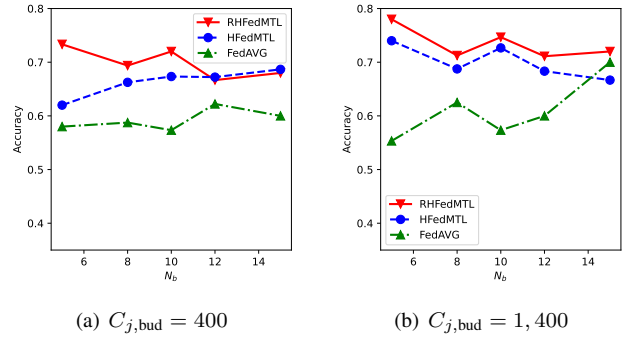 0.8
0.7
0.6
0.5
0.4
Accuracy
6 8 10 12 14
N_b
RHFedMTL
HFedMTL
FedAVG
(a) C_{j,bud} = 400
0.8
0.7
0.6
0.5
0.4
Accuracy
6 8 10 12 14
N_b
RHFedMTL
HFedMTL
FedAVG
(b) C_{j,bud} = 1,400